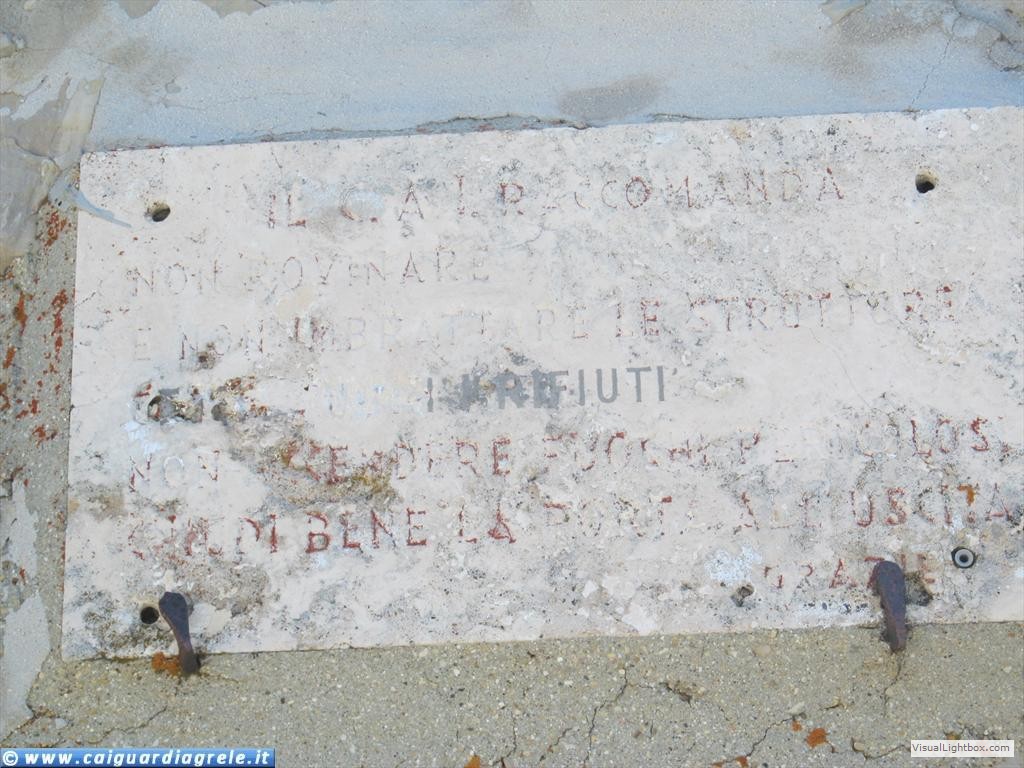 IL C.A.I. RACCOMANDA
NON ROVINARE
E NON IMBRATTARE LE STRUTTURE
RIFIUTI
NON ACCENDERE FUOCHI PERICOLOSI
CHIUDI BENE LA PORTA ALL'USCITA
GRAZIE
© www.caiguardiagrele.it
VisualLightbox.com